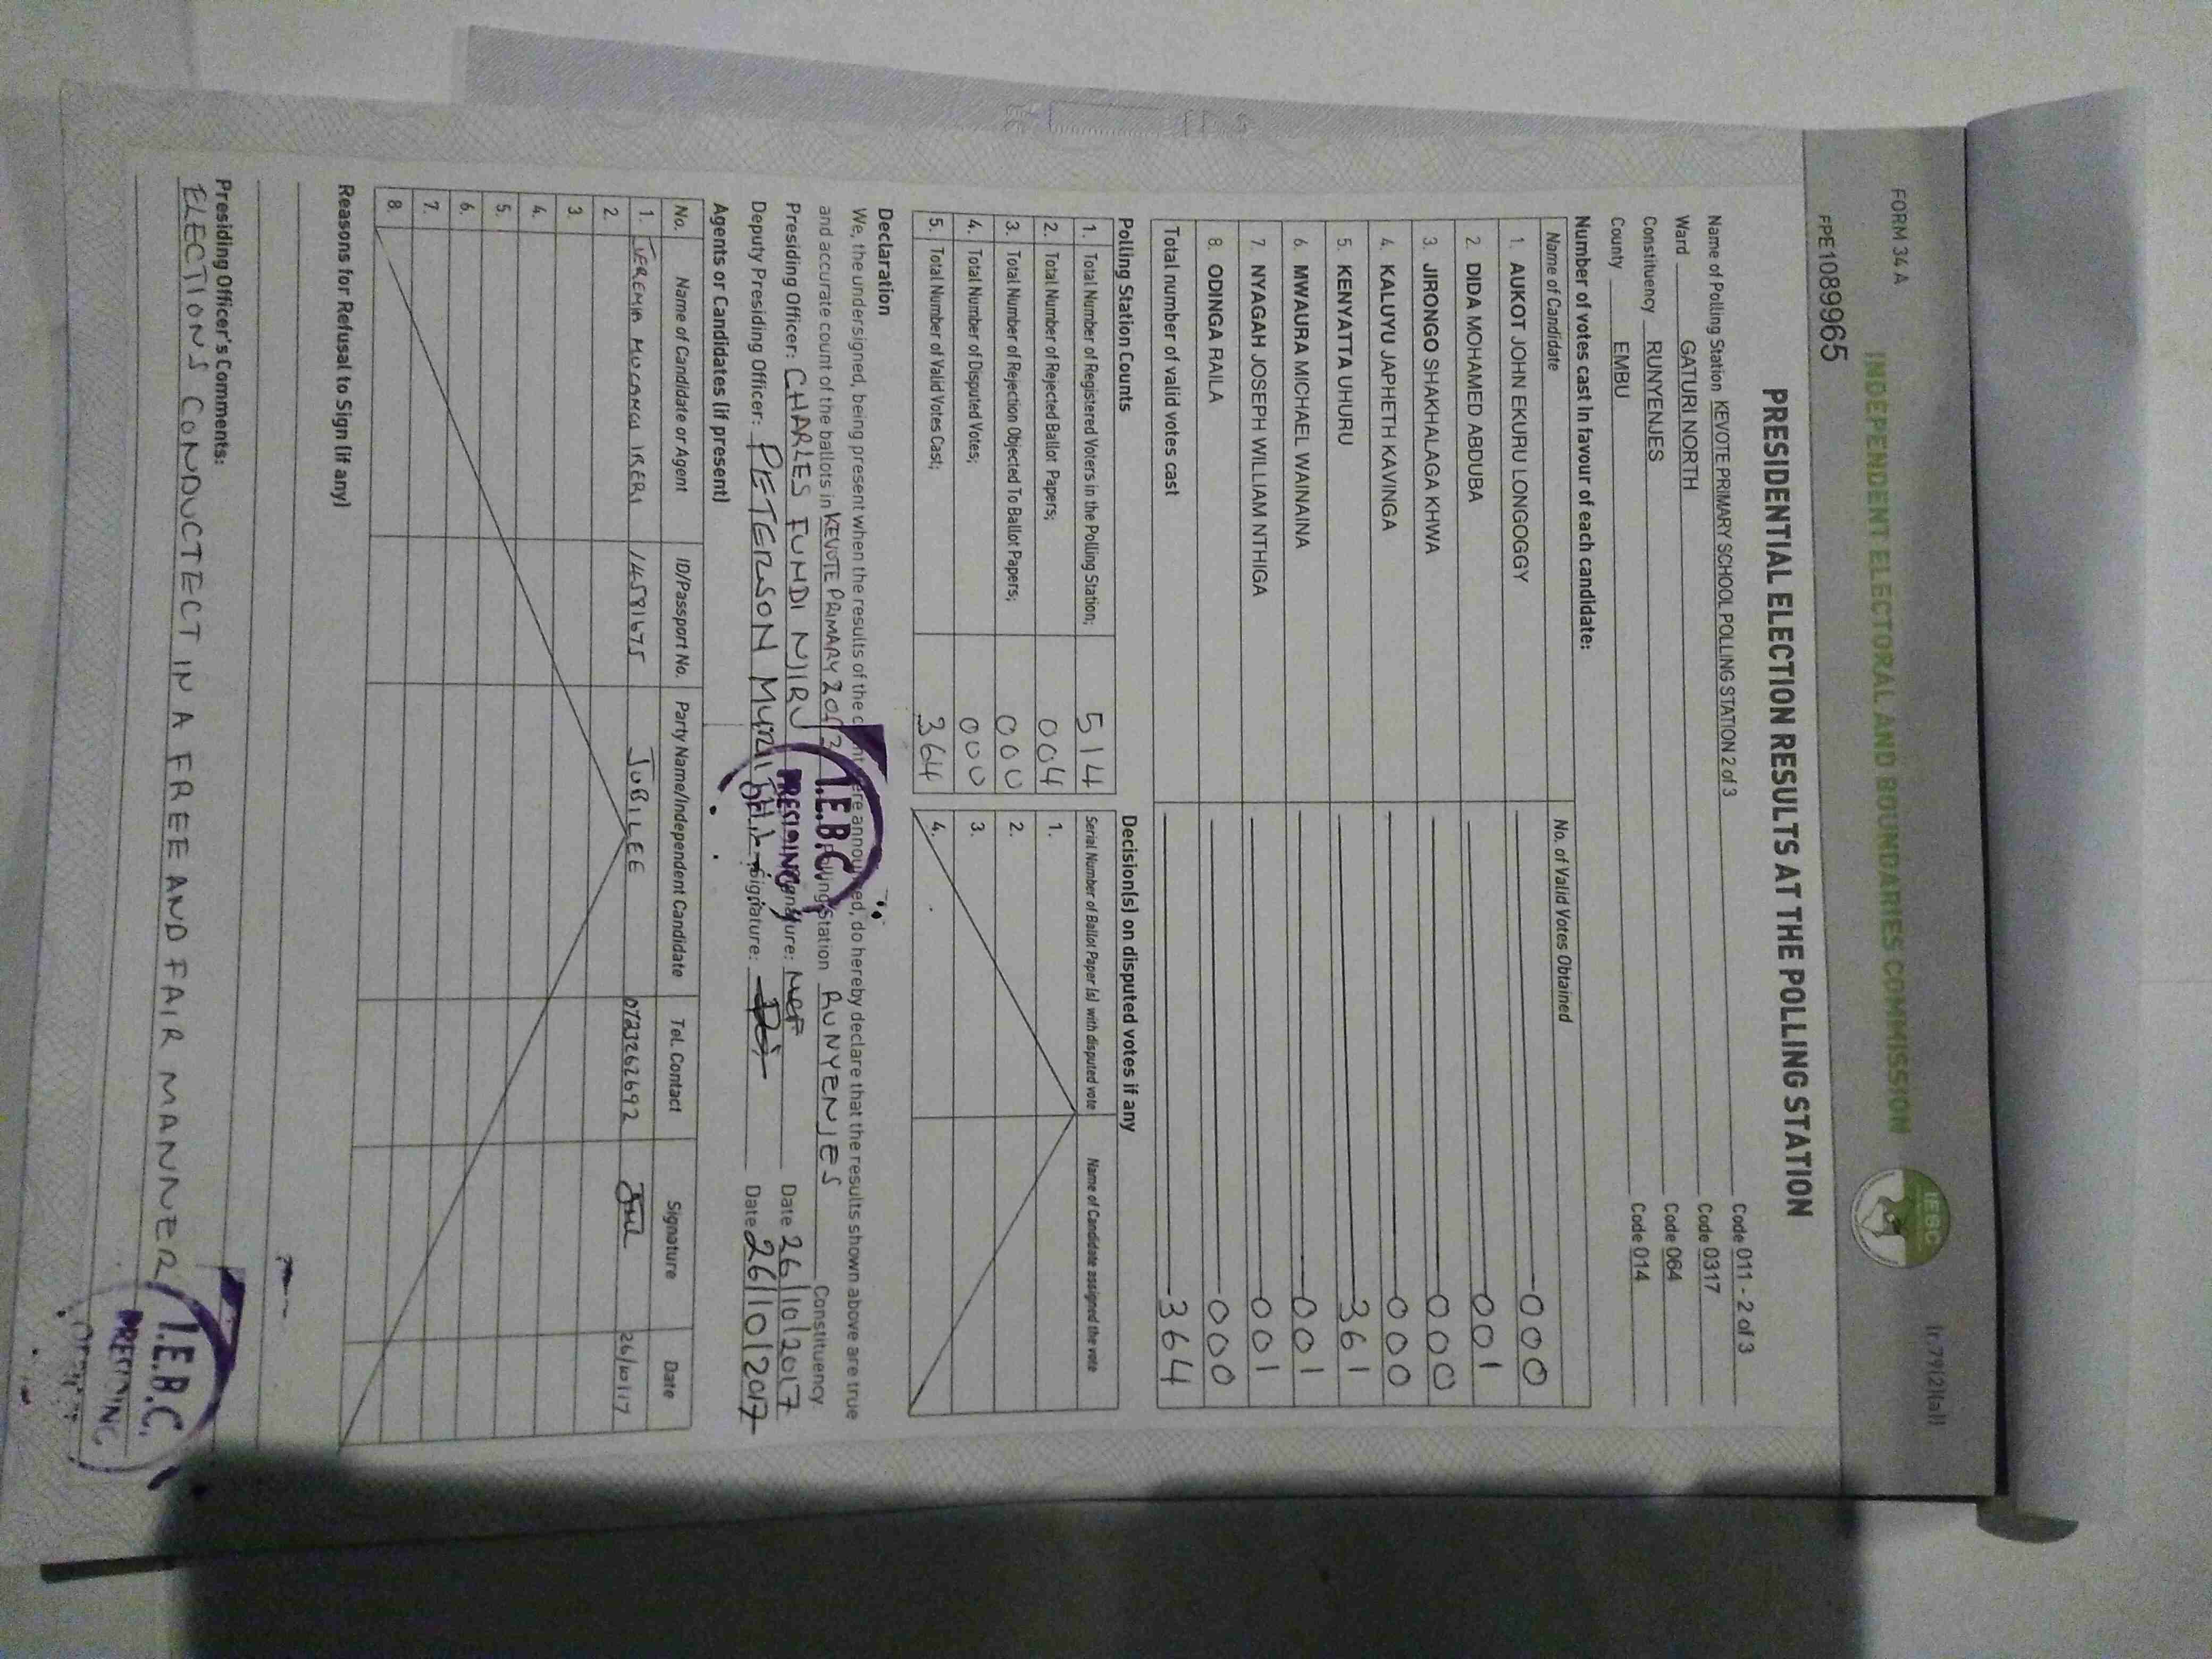 FORM 34 A
(r.79(2)(a))
INDEPENDENT ELECTORAL AND BOUNDARIES COMMISSION
IEBC
FPE1089965
PRESIDENTIAL ELECTION RESULTS AT THE POLLING STATION
Name of Polling Station KEVOTE PRIMARY SCHOOL POLLING STATION 2 of 3 Code 011 - 2 of 3
Ward GATURI NORTH Code 0317
Constituency RUNYENJES Code 064
County EMBU Code 014
Number of votes cast in favour of each candidate:
Name of Candidate No. of Valid Votes Obtained
1. AUKOT JOHN EKURU LONGOGGY 000
2. DIDA MOHAMED ABDUBA 001
3. JIRONGO SHAKHALAGA KHWA 000
4. KALUYU JAPHETH KAVINGA 000
5. KENYATTA UHURU 361
6. MWAURA MICHAEL WAINAINA 001
7. NYAGAH JOSEPH WILLIAM NTHIGA 001
8. ODINGA RAILA 000
Total number of valid votes cast 364
Polling Station Counts
1. Total Number of Registered Voters in the Polling Station; 514
2. Total Number of Rejected Ballot Papers; 004
3. Total Number of Rejection Objected To Ballot Papers; 000
4. Total Number of Disputed Votes; 000
5. Total Number of Valid Votes Cast; 364
Decision(s) on disputed votes if any
Serial Number of Ballot Paper (s) with disputed vote Name of Candidate assigned the vote
1.
2.
3.
4.
Declaration
We, the undersigned, being present when the results of the count were announced, do hereby declare that the results shown above are true
and accurate count of the ballots in KEVOTE PRIMARY 2 of 3 Polling Station RUNYENJES Constituency
Presiding Officer: CHARLES FUNDI NJIRU Signature: Date 26/10/2017
Deputy Presiding Officer: PETERSON Signature: Date 26/10/2017
I.E.B.C.
PRESIDING
Agents or Candidates (if present)
No. Name of Candidate or Agent ID/Passport No. Party Name/Independent Candidate Tel. Contact Signature Date
1. JEREMIA IRERI 14581675 JUBILEE 0723262692 26/10/17
2.
3.
4.
5.
6.
7.
8.
Reasons for Refusal to Sign (if any)
Presiding Officer's Comments:
ELECTIONS CONDUCTECT IN A FREE AND FAIR MANNER
I.E.B.C.
PRESIDING